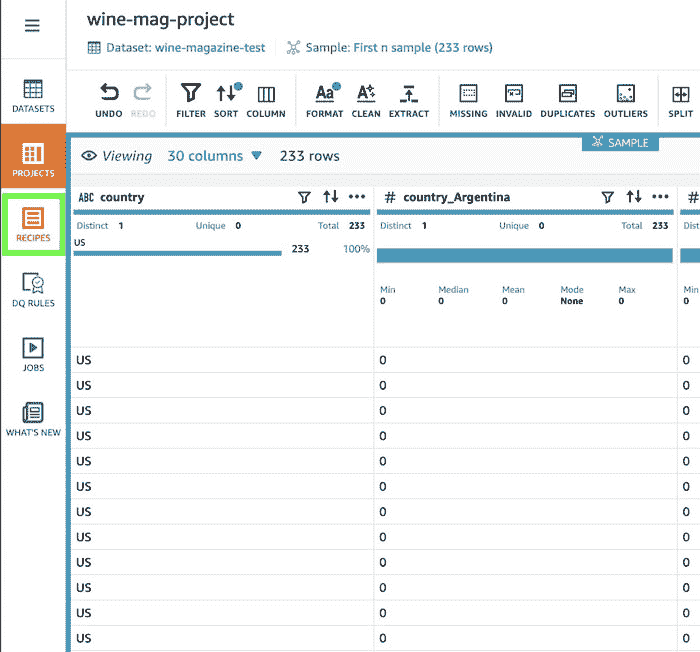 wine-mag-project
Dataset: wine-magazine-test Sample: First n sample (233 rows)
DATASETS
PROJECTS
RECIPES
DQ RULES
JOBS
WHAT'S NEW
UNDO REDO FILTER SORT COLUMN FORMAT CLEAN EXTRACT MISSING INVALID DUPLICATES OUTLIERS SPLIT
Viewing 30 columns 233 rows
SAMPLE
ABC country # country_Argentina #
Distinct 1 Unique 0 Total 233 Distinct 1 Unique 0 Total 233 Dist
US 233 100%
Min Median Mean Mode Max Min
0 0 0 None 0 0
US 0 0
US 0 0
US 0 0
US 0 0
US 0 0
US 0 0
US 0 0
US 0 0
US 0 0
US 0 0
US 0 0
US 0 0